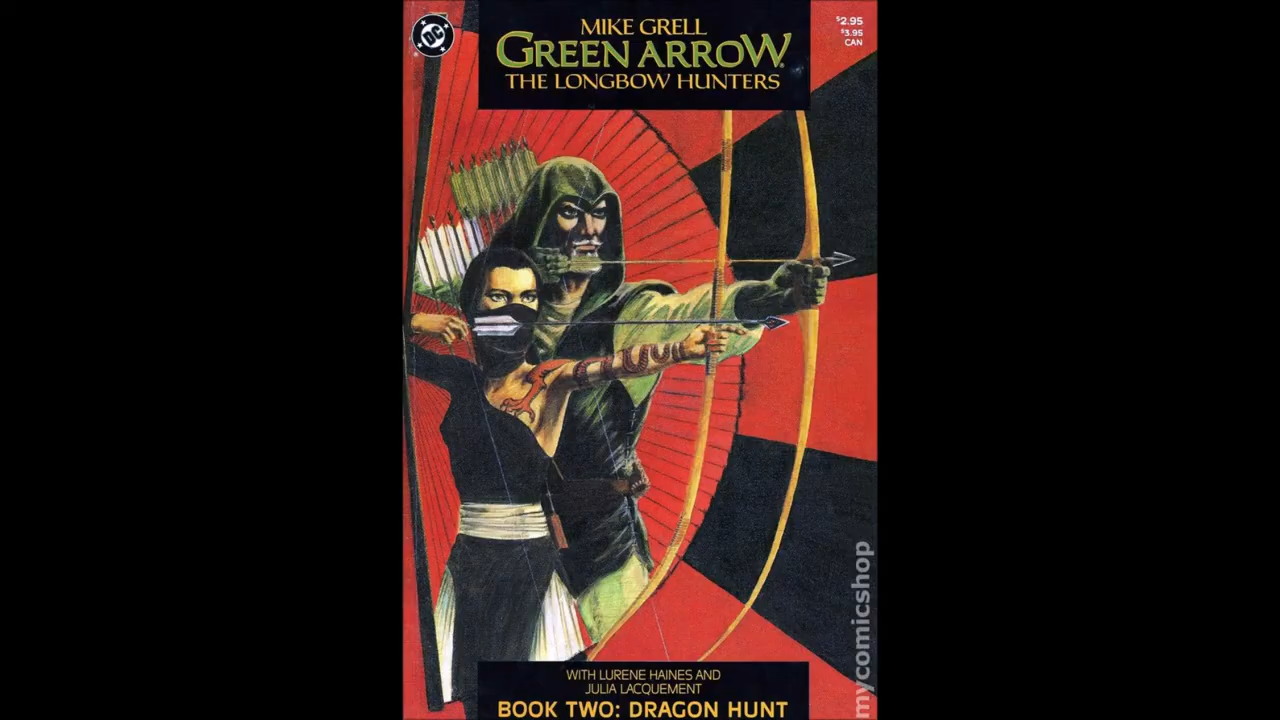 DC
MIKE GRELL
GREEN ARROW®
THE LONGBOW HUNTERS
$2.95
$3.95
CAN
WITH LURENE HAINES AND
JULIA LACQUEMENT
BOOK TWO: DRAGON HUNT
mycomicshop